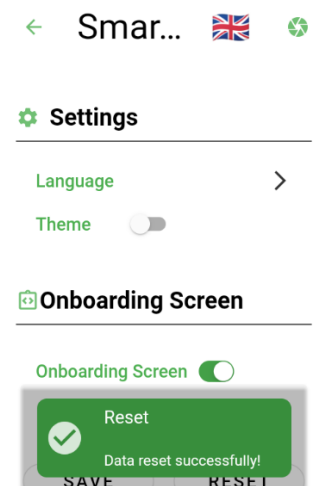 Smar...
Settings
Language
Theme
Onboarding Screen
Onboarding Screen
Reset
Data reset successfully!
SAVE RESET